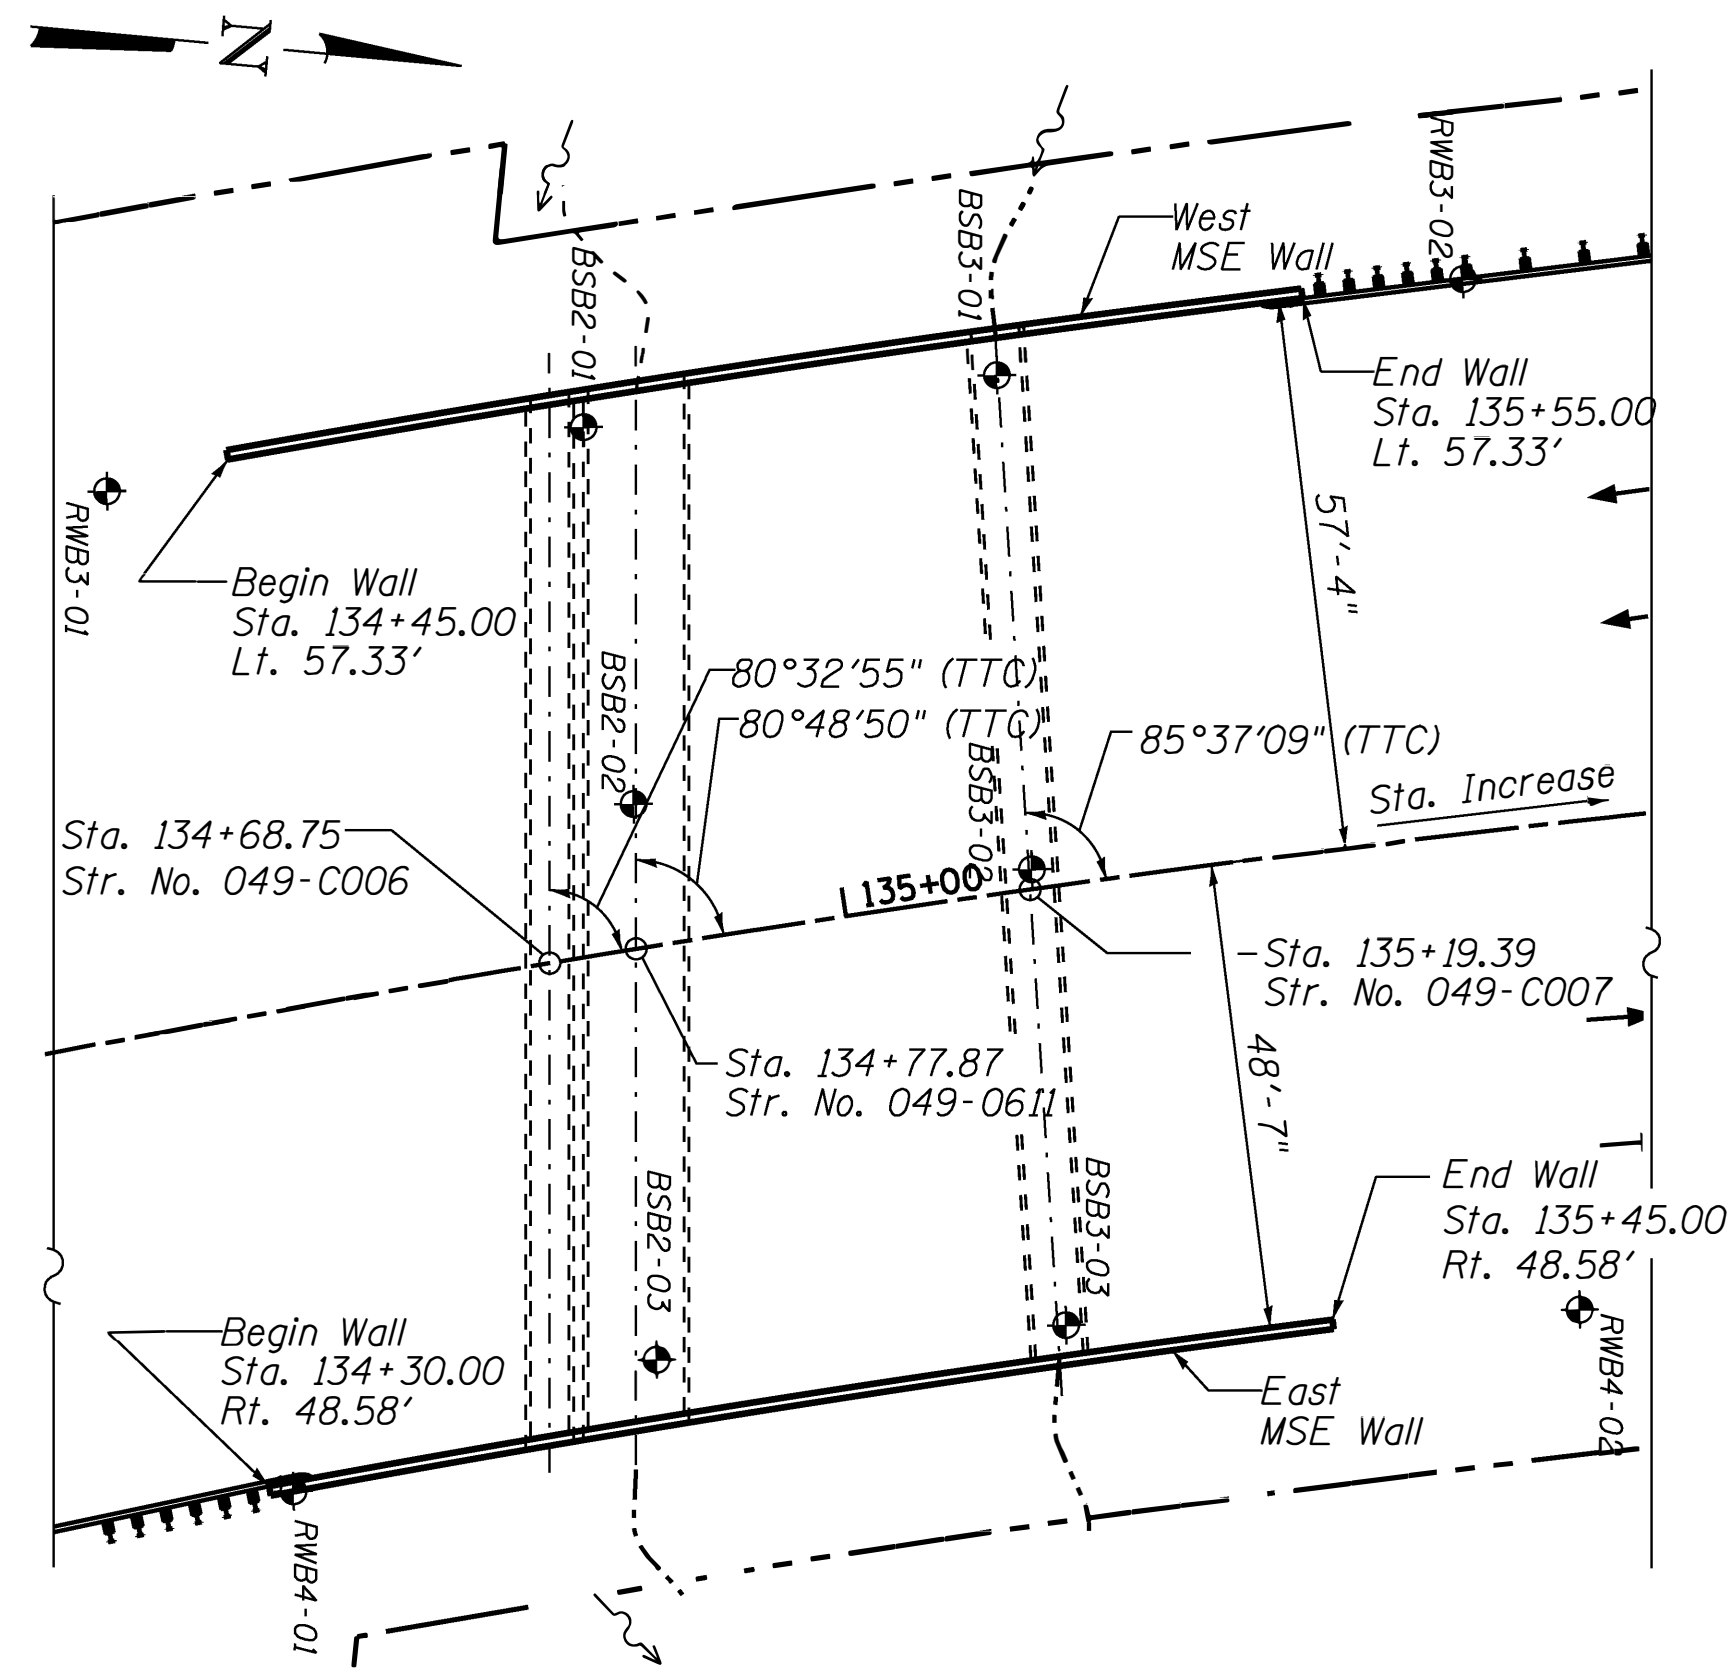 N
RWB3-02
BSB3-01
West
MSE Wall
BSB2-01
End Wall
Sta. 135+55.00
Lt. 57.33'
RWB3-01
57'-4"
Begin Wall
Sta. 134+45.00
Lt. 57.33'
BSB2-02
80°32'55" (TTC)
80°48'50" (TTC)
BSB3-02
85°37'09" (TTC)
Sta. Increase
Sta. 134+68.75
Str. No. 049-C006
135+00
Sta. 135+19.39
Str. No. 049-C007
Sta. 134+77.87
Str. No. 049-0611
48'-7"
BSB2-03
BSB3-03
End Wall
Sta. 135+45.00
Rt. 48.58'
Begin Wall
Sta. 134+30.00
Rt. 48.58'
East
MSE Wall
RWB4-02
RWB4-01